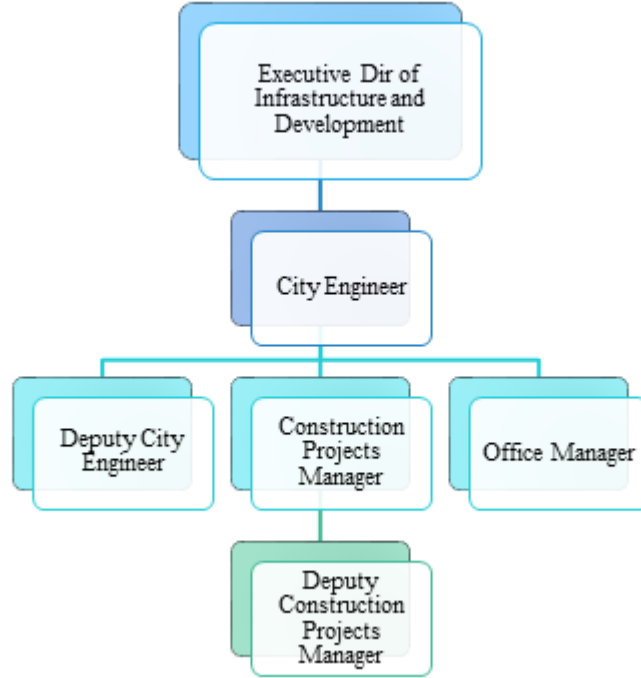 Executive Dir of
Infrastructure and
Development
City Engineer
Deputy City
Engineer
Construction
Projects
Manager
Office Manager
Deputy
Construction
Projects
Manager